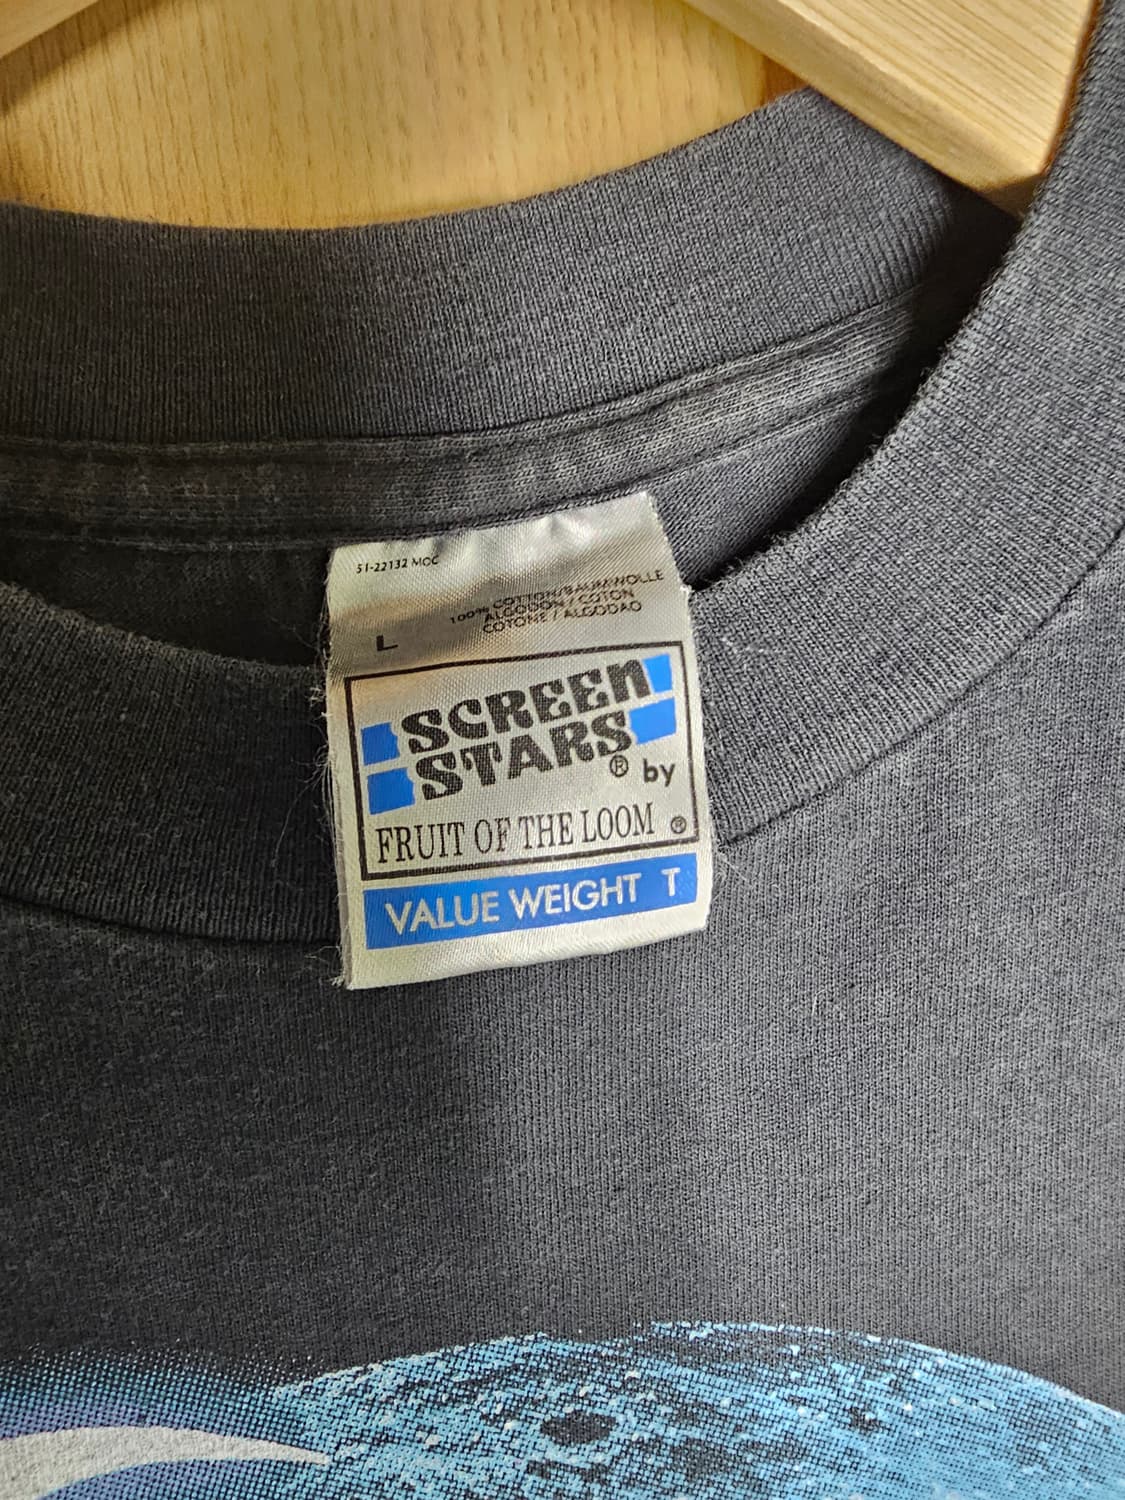 51-22132 MOC
100% COTTON/BAUMWOLLE
ALGODON / COTON
COTONE / ALGODAO
L
SCREEN
STARS® by
FRUIT OF THE LOOM ®
VALUE WEIGHT T